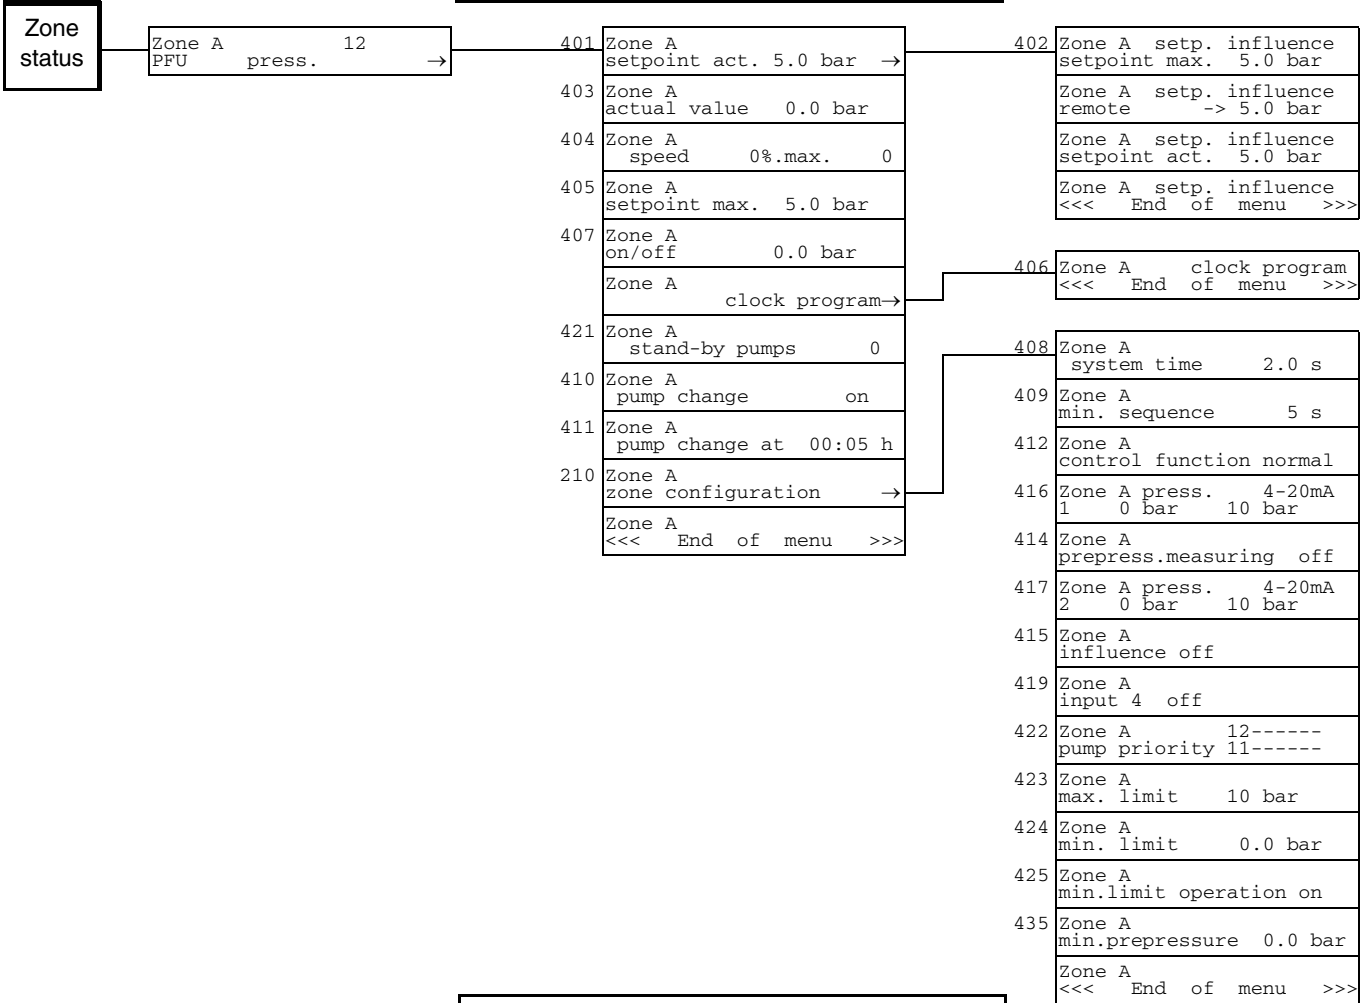 Zone
status
Zone A 12
PFU press. →
401 Zone A
setpoint act. 5.0 bar →
403 Zone A
actual value 0.0 bar
404 Zone A
speed 0%.max. 0
405 Zone A
setpoint max. 5.0 bar
407 Zone A
on/off 0.0 bar
Zone A
clock program→
421 Zone A
stand-by pumps 0
410 Zone A
pump change on
411 Zone A
pump change at 00:05 h
210 Zone A
zone configuration →
Zone A
<<< End of menu >>>
402 Zone A setp. influence
setpoint max. 5.0 bar
Zone A setp. influence
remote -> 5.0 bar
Zone A setp. influence
setpoint act. 5.0 bar
Zone A setp. influence
<<< End of menu >>>
406 Zone A clock program
<<< End of menu >>>
408 Zone A
system time 2.0 s
409 Zone A
min. sequence 5 s
412 Zone A
control function normal
416 Zone A press. 4-20mA
1 0 bar 10 bar
414 Zone A
prepress.measuring off
417 Zone A press. 4-20mA
2 0 bar 10 bar
415 Zone A
influence off
419 Zone A
input 4 off
422 Zone A 12------
pump priority 11------
423 Zone A
max. limit 10 bar
424 Zone A
min. limit 0.0 bar
425 Zone A
min.limit operation on
435 Zone A
min.prepressure 0.0 bar
Zone A
<<< End of menu >>>